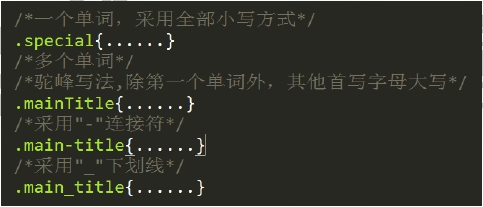 /*一个单词，采用全部小写方式*/
.special{......}
/*多个单词*/
/*驼峰写法,除第一个单词外，其他首写字母大写*/
.mainTitle{......}
/*采用"-"连接符*/
.main-title{......}
/*采用"_"下划线*/
.main_title{......}